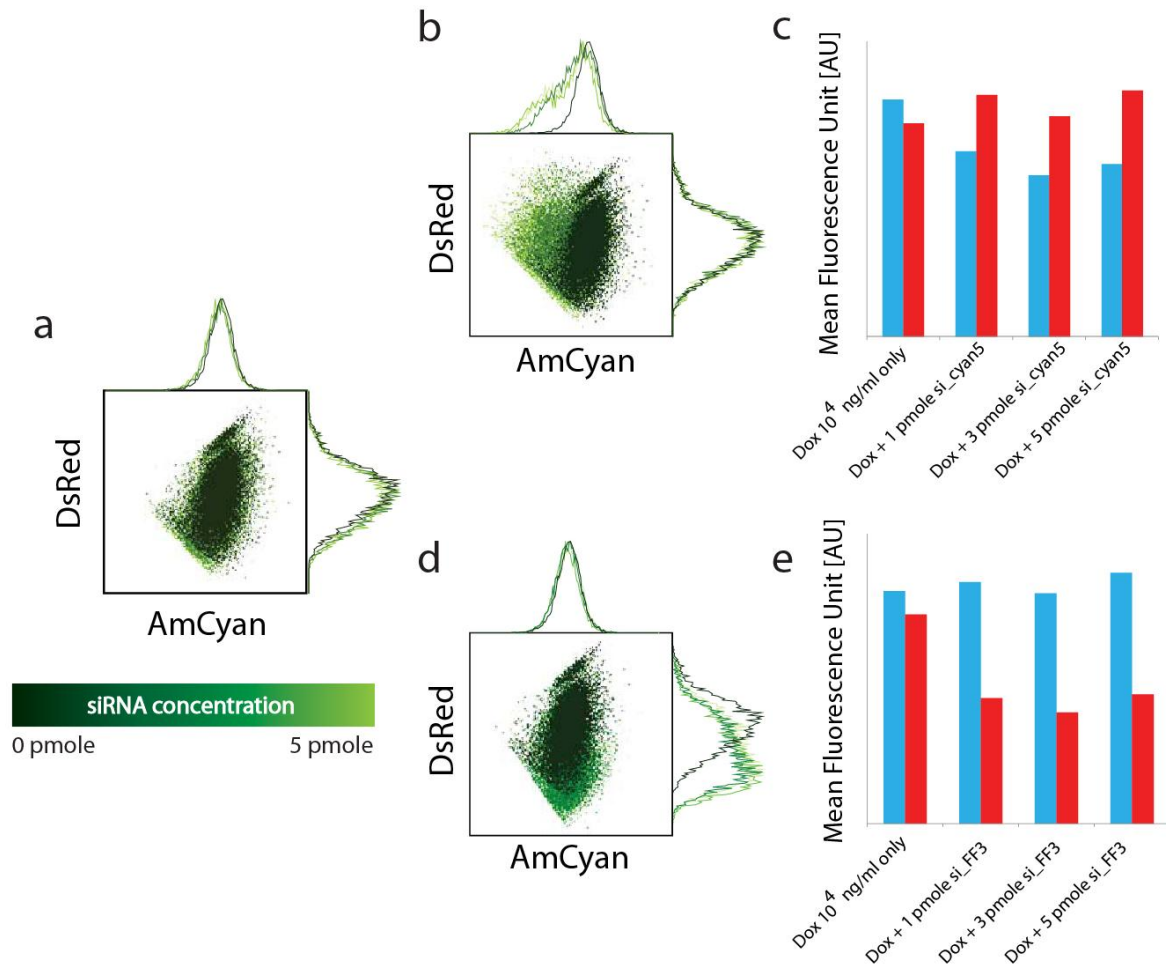 a
DsRed
AmCyan
siRNA concentration
0 pmole
5 pmole
b
DsRed
AmCyan
c
Mean Fluorescence Unit [AU]
Dox 10 4 ng/ml only
Dox + 1 pmole si_cyan5
Dox + 3 pmole si_cyan5
Dox + 5 pmole si_cyan5
d
DsRed
AmCyan
e
Mean Fluorescence Unit [AU]
Dox 10 4 ng/ml only
Dox + 1 pmole si_FF3
Dox + 3 pmole si_FF3
Dox + 5 pmole si_FF3